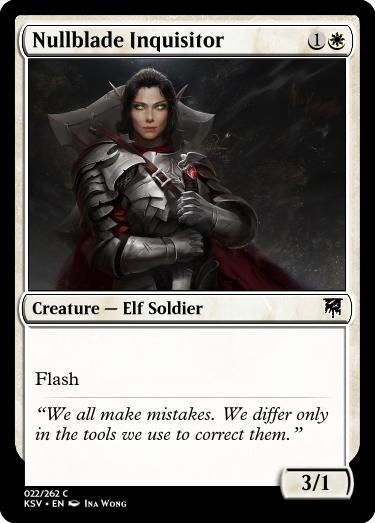 Nullblade Inquisitor 1
Creature — Elf Soldier
Flash
“We all make mistakes. We differ only
in the tools we use to correct them.”
3/1
022/262 C
KSV • EN Ina Wong